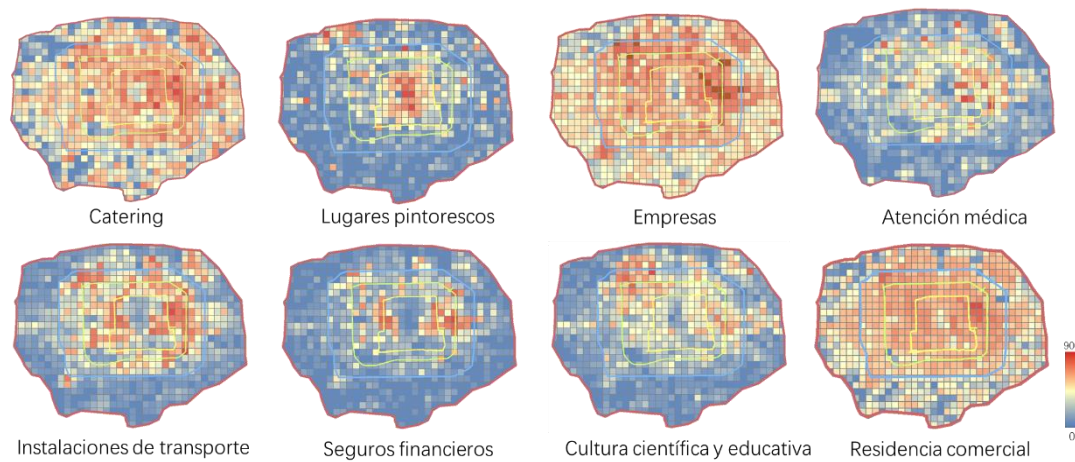 Catering
Lugares pintorescos
Empresas
Atención médica
Instalaciones de transporte
Seguros financieros
Cultura científica y educativa
Residencia comercial
90
0